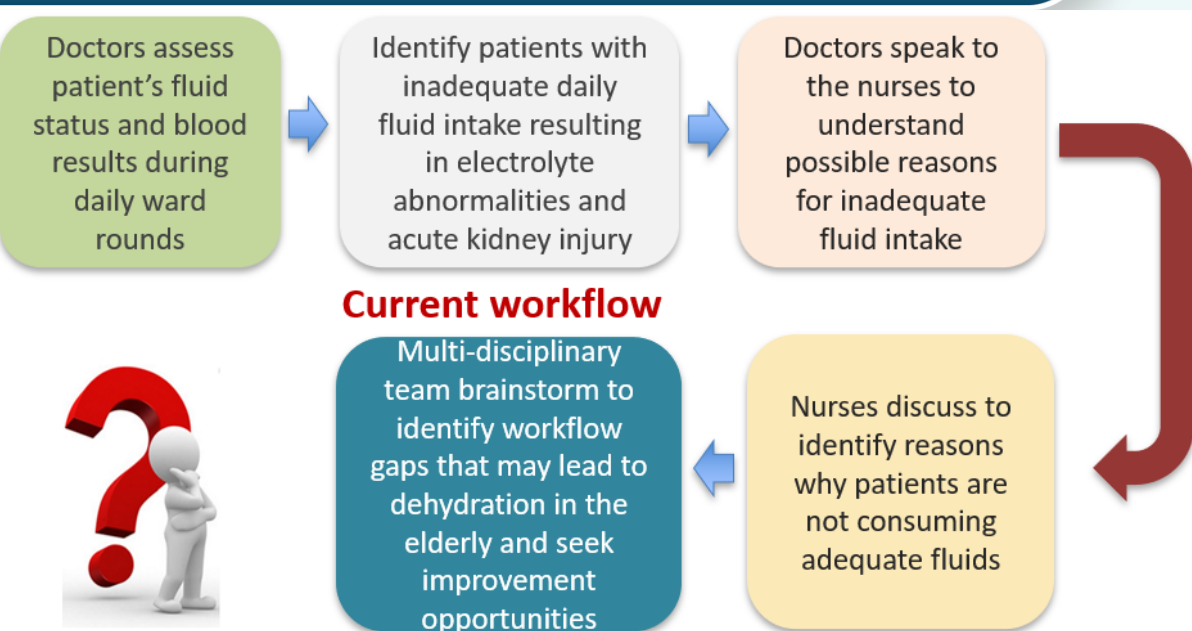 Doctors assess
patient’s fluid
status and blood
results during
daily ward
rounds
Identify patients with
inadequate daily
fluid intake resulting
in electrolyte
abnormalities and
acute kidney injury
Doctors speak to
the nurses to
understand
possible reasons
for inadequate
fluid intake
Current workflow
Nurses discuss to
identify reasons
why patients are
not consuming
adequate fluids
Multi-disciplinary
team brainstorm to
identify workflow
gaps that may lead to
dehydration in the
elderly and seek
improvement
opportunities